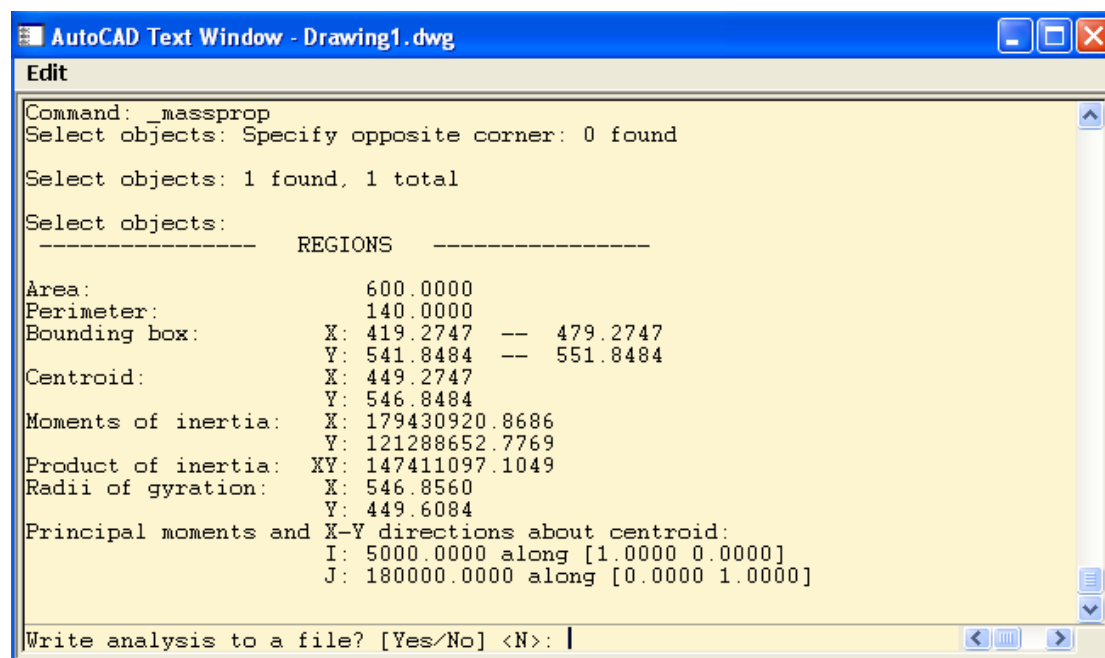 AutoCAD Text Window - Drawing1.dwg
Edit
Command: _massprop
Select objects: Specify opposite corner: 0 found
Select objects: 1 found, 1 total
Select objects:
---------------- REGIONS ----------------
Area: 600.0000
Perimeter: 140.0000
Bounding box: X: 419.2747 -- 479.2747
Y: 541.8484 -- 551.8484
Centroid: X: 449.2747
Y: 546.8484
Moments of inertia: X: 179430920.8686
Y: 121288652.7769
Product of inertia: XY: 147411097.1049
Radii of gyration: X: 546.8560
Y: 449.6084
Principal moments and X-Y directions about centroid:
I: 5000.0000 along [1.0000 0.0000]
J: 180000.0000 along [0.0000 1.0000]
Write analysis to a file? [Yes/No] <N>: